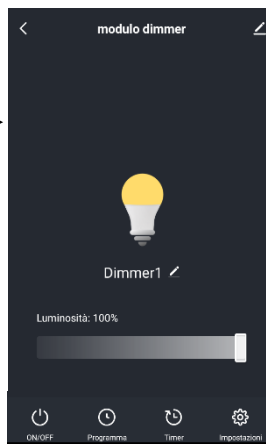 modulo dimmer
Dimmer1
Luminosità: 100%
ON/OFF Programma Timer Impostazioni